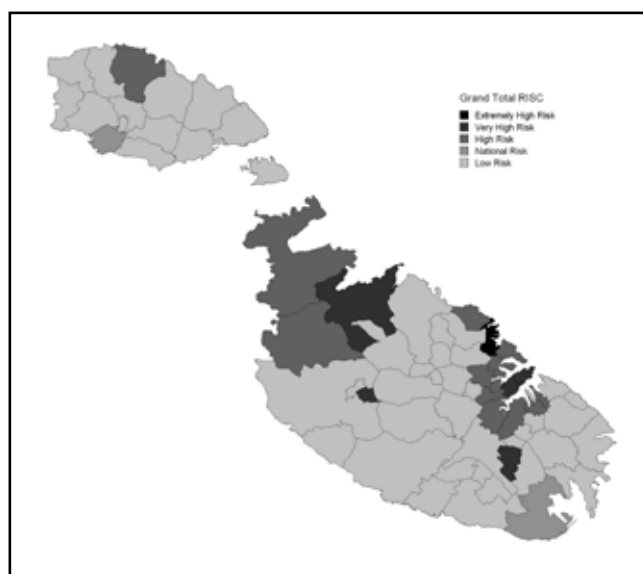 Grand Total RISC
Extremely High Risk
Very High Risk
High Risk
National Risk
Low Risk